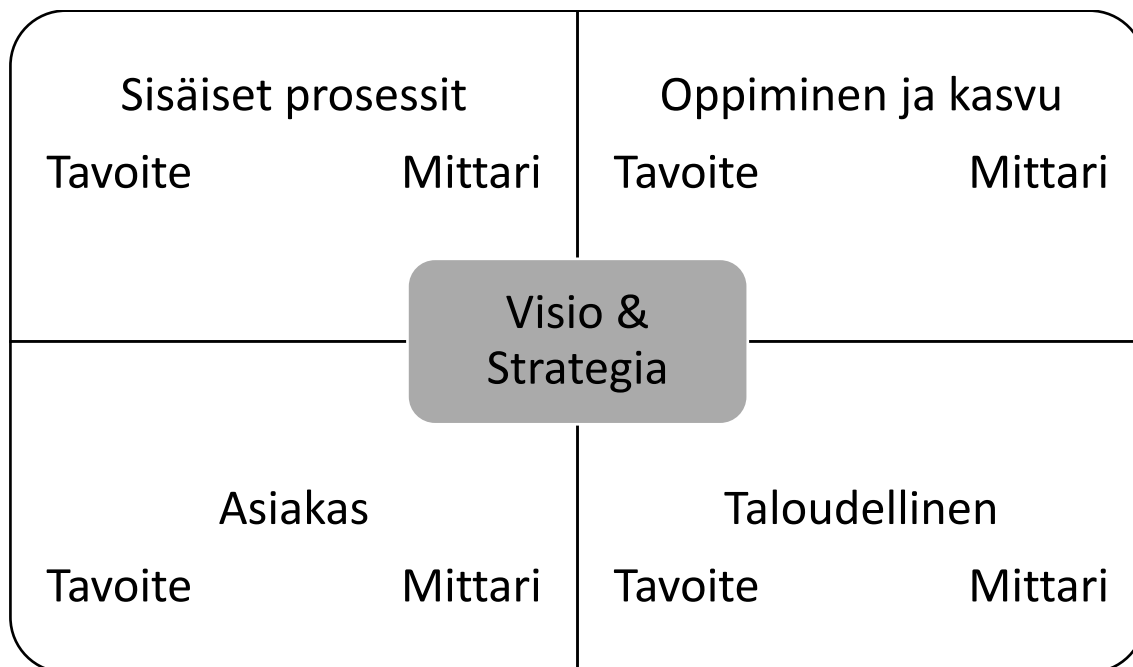 Sisäiset prosessit
Tavoite Mittari
Oppiminen ja kasvu
Tavoite Mittari
Visio &
Strategia
Asiakas
Tavoite Mittari
Taloudellinen
Tavoite Mittari